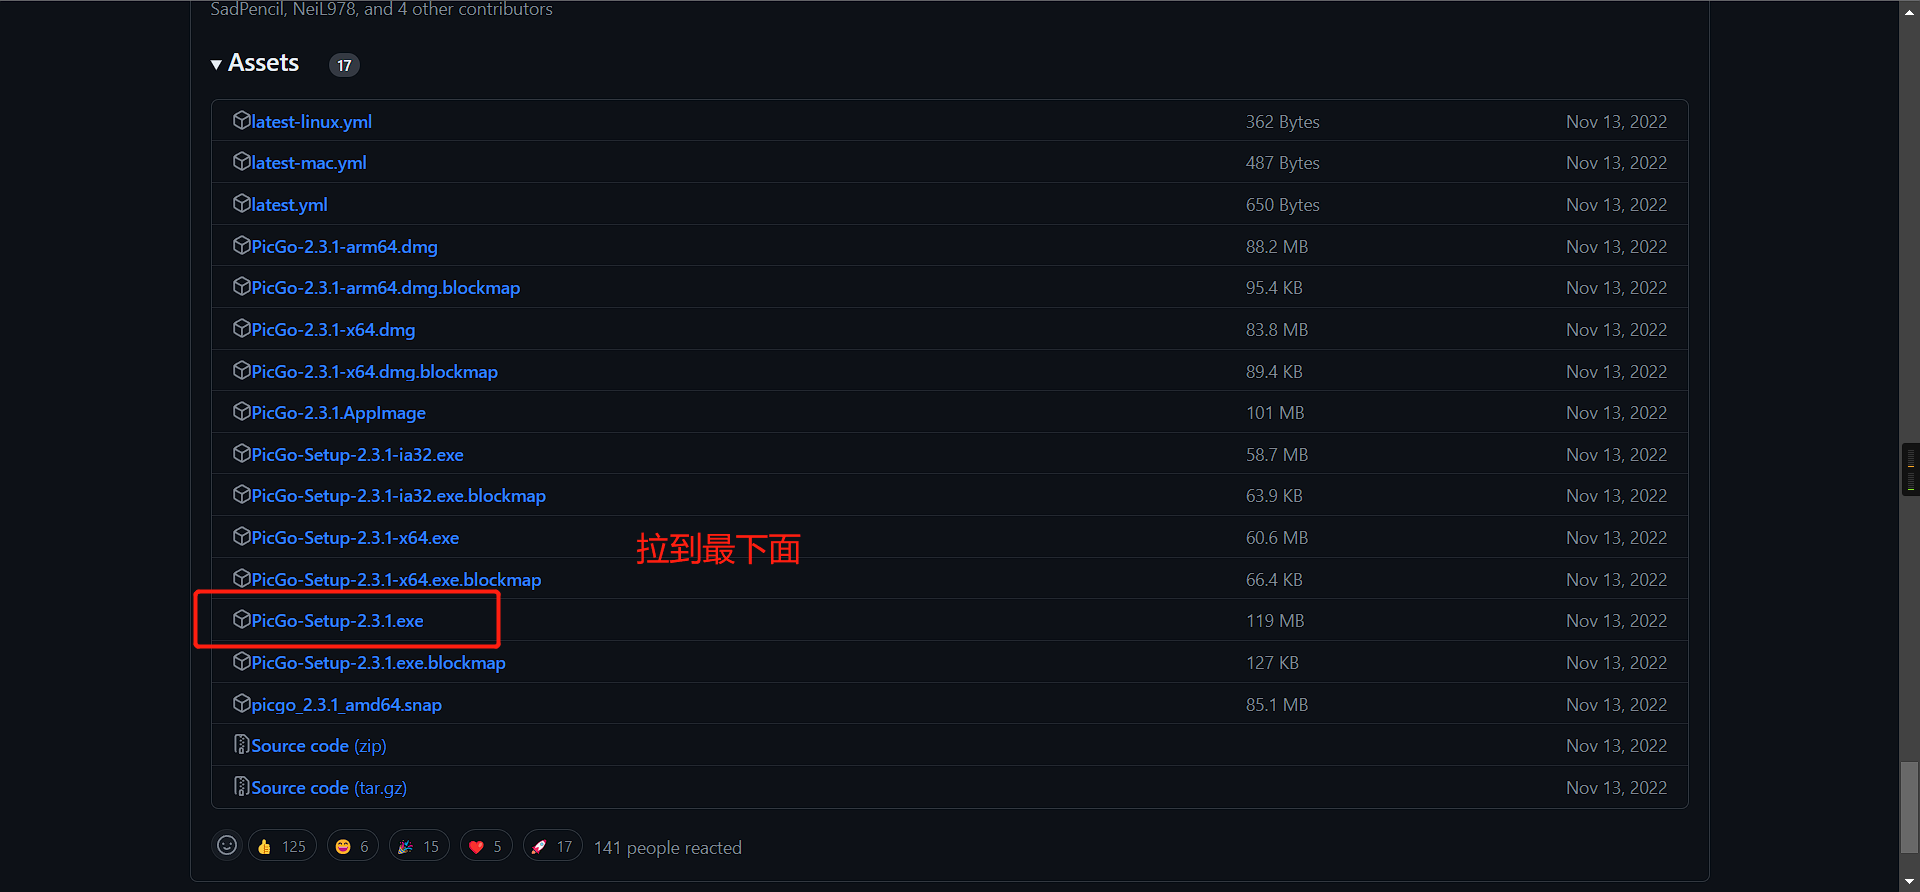 SadPencil, NeiL978, and 4 other contributors
Assets 17
latest-linux.yml 362 Bytes Nov 13, 2022
latest-mac.yml 487 Bytes Nov 13, 2022
latest.yml 650 Bytes Nov 13, 2022
PicGo-2.3.1-arm64.dmg 88.2 MB Nov 13, 2022
PicGo-2.3.1-arm64.dmg.blockmap 95.4 KB Nov 13, 2022
PicGo-2.3.1-x64.dmg 83.8 MB Nov 13, 2022
PicGo-2.3.1-x64.dmg.blockmap 89.4 KB Nov 13, 2022
PicGo-2.3.1.AppImage 101 MB Nov 13, 2022
PicGo-Setup-2.3.1-ia32.exe 58.7 MB Nov 13, 2022
PicGo-Setup-2.3.1-ia32.exe.blockmap 63.9 KB Nov 13, 2022
PicGo-Setup-2.3.1-x64.exe 60.6 MB Nov 13, 2022
拉到最下面
PicGo-Setup-2.3.1-x64.exe.blockmap 66.4 KB Nov 13, 2022
PicGo-Setup-2.3.1.exe 119 MB Nov 13, 2022
PicGo-Setup-2.3.1.exe.blockmap 127 KB Nov 13, 2022
picgo_2.3.1_amd64.snap 85.1 MB Nov 13, 2022
Source code (zip) Nov 13, 2022
Source code (tar.gz) Nov 13, 2022
125 6 15 5 17 141 people reacted